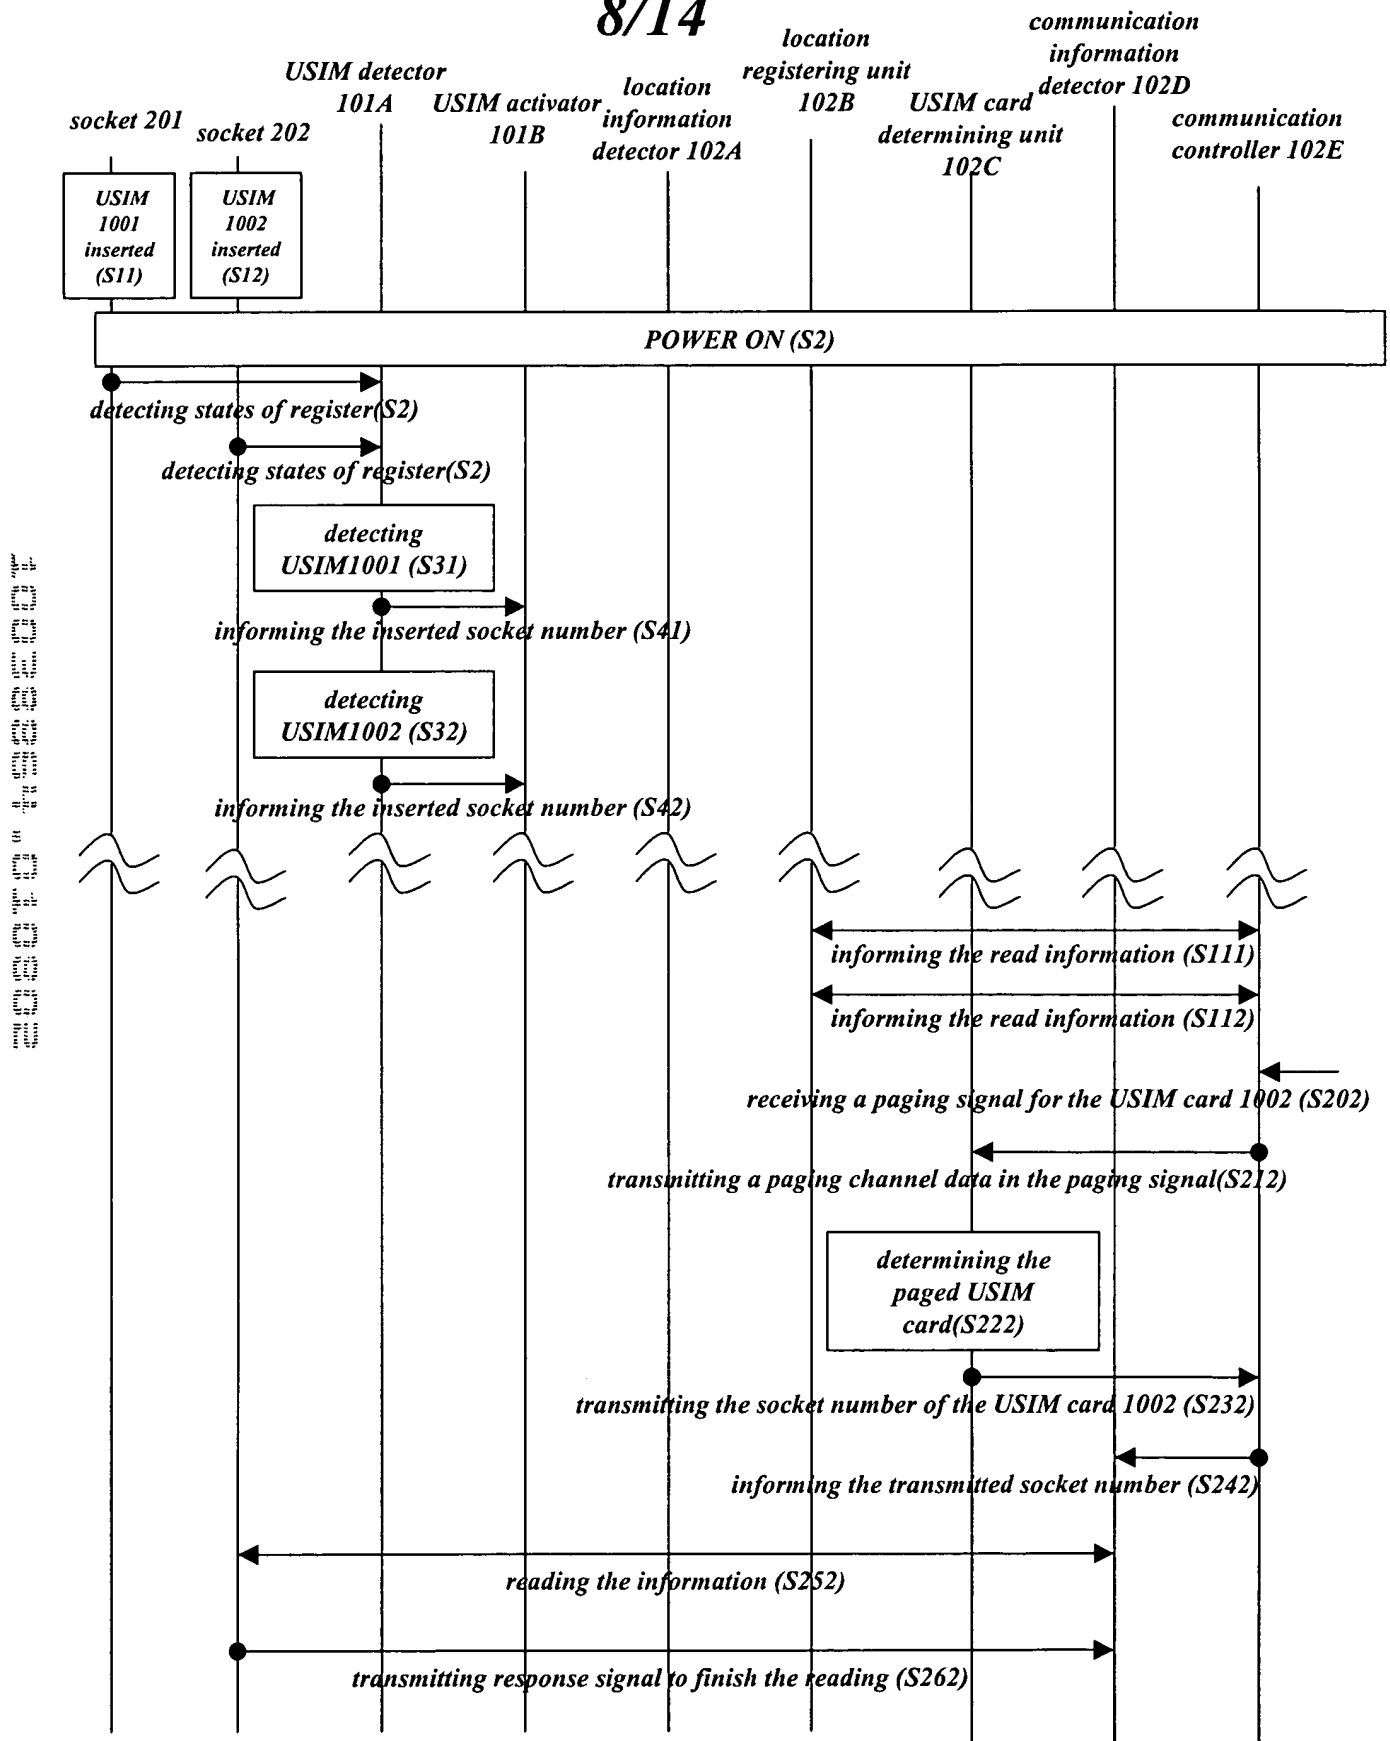 8/14
socket 201
socket 202
USIM detector
101A
USIM activator
101B
location
information
detector 102A
location
registering unit
102B
USIM card
determining unit
102C
communication
information
detector 102D
communication
controller 102E
USIM
1001
inserted
(S11)
USIM
1002
inserted
(S12)
POWER ON (S2)
detecting states of register(S2)
detecting states of register(S2)
detecting
USIM1001 (S31)
informing the inserted socket number (S41)
detecting
USIM1002 (S32)
informing the inserted socket number (S42)
informing the read information (S111)
informing the read information (S112)
receiving a paging signal for the USIM card 1002 (S202)
transmitting a paging channel data in the paging signal(S212)
determining the
paged USIM
card(S222)
transmitting the socket number of the USIM card 1002 (S232)
informing the transmitted socket number (S242)
reading the information (S252)
transmitting response signal to finish the reading (S262)